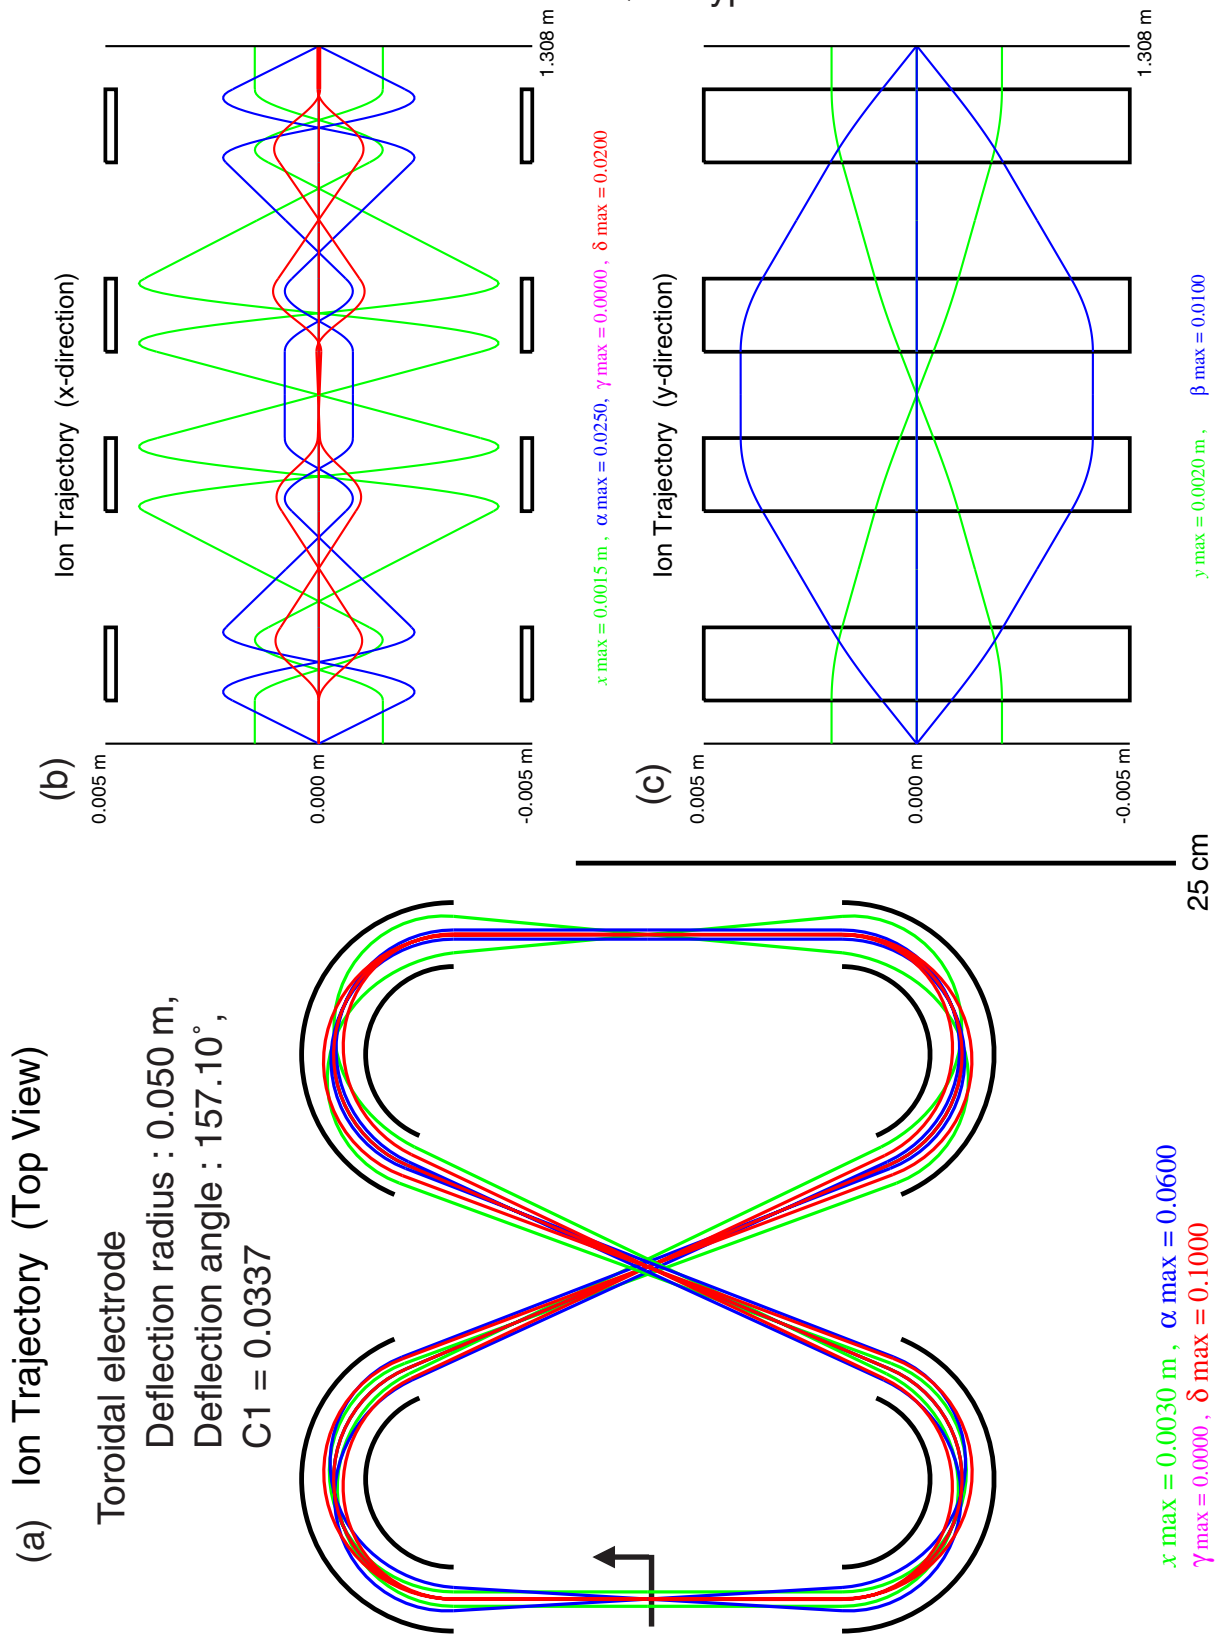 (a) Ion Trajectory (Top View)
Toroidal electrode
Deflection radius : 0.050 m,
Deflection angle : 157.10°,
C1 = 0.0337
x max = 0.0030 m , α max = 0.0600
γ max = 0.0000 , δ max = 0.1000
25 cm
(b)
Ion Trajectory (x-direction)
0.005 m
0.000 m
-0.005 m
1.308 m
x max = 0.0015 m , α max = 0.0250, γ max = 0.0000 , δ max = 0.0200
(c)
Ion Trajectory (y-direction)
0.005 m
0.000 m
-0.005 m
1.308 m
y max = 0.0020 m , β max = 0.0100